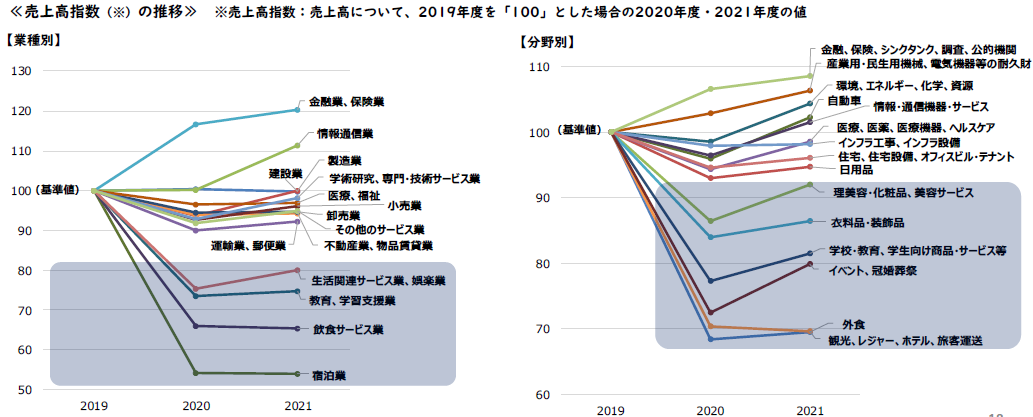 ≪売上高指数（※）の推移≫ ※売上高指数：売上高について、2019年度を「100」とした場合の2020年度・2021年度の値
【業種別】
130
120
110
100
（基準値）
90
80
70
60
50
2019
2020
2021
金融業、保険業
情報通信業
製造業
建設業
学術研究、専門・技術サービス業
医療、福祉
小売業
卸売業
その他のサービス業
運輸業、郵便業
不動産業、物品賃貸業
生活関連サービス業、娯楽業
教育、学習支援業
飲食サービス業
宿泊業
【分野別】
110
100
（基準値）
90
80
70
60
2019
2020
2021
金融、保険、シンクタンク、調査、公的機関
産業用・民生用機械、電気機器等の耐久財
環境、エネルギー、化学、資源
自動車
情報・通信機器・サービス
医療、医薬、医療機器、ヘルスケア
インフラ工事、インフラ設備
住宅、住宅設備、オフィスビル・テナント
日用品
理美容・化粧品、美容サービス
衣料品・装飾品
学校・教育、学生向け商品・サービス等
イベント、冠婚葬祭
外食
観光、レジャー、ホテル、旅客運送